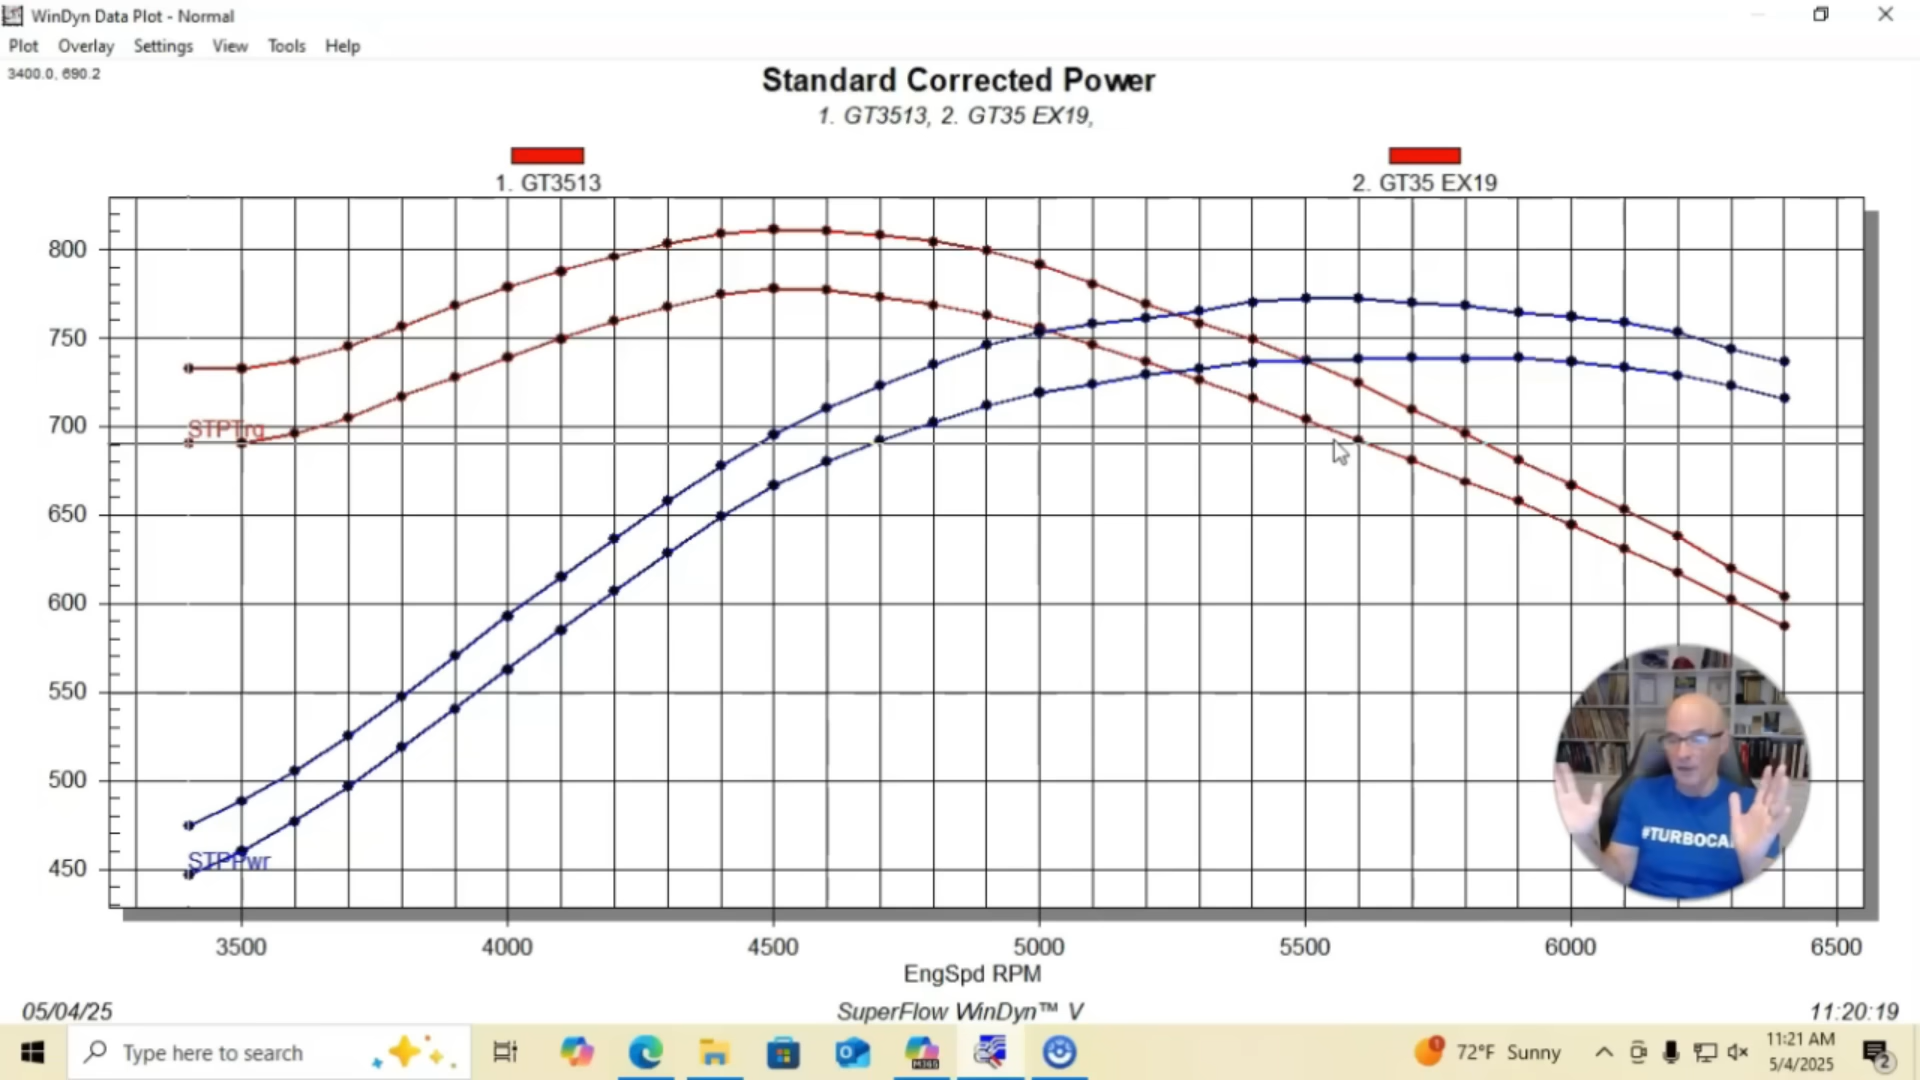 WinDyn Data Plot - Normal
Plot Overlay Settings View Tools Help
3400.0, 690.2
Standard Corrected Power
1. GT3513, 2. GT35 EX19,
1. GT3513
2. GT35 EX19
800
750
700
650
600
550
500
450
STPTrq
STPPwr
3500 4000 4500 5000 5500 6000 6500
EngSpd RPM
#TURBOCA
05/04/25
SuperFlow WinDyn™ V
11:20:19
Type here to search
M365
72°F Sunny
11:21 AM
5/4/2025
1
2